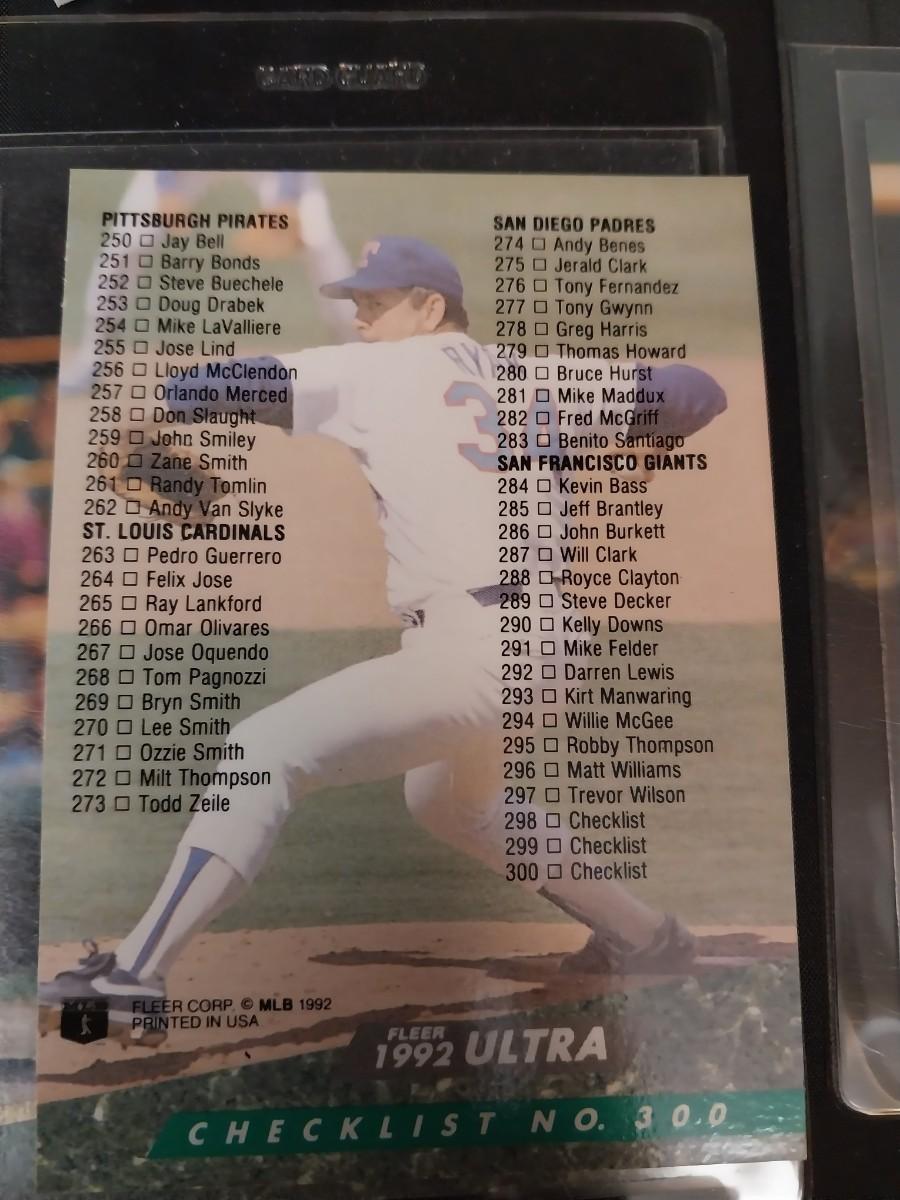 CARD GUARD
PITTSBURGH PIRATES
250 □ Jay Bell
251 □ Barry Bonds
252 □ Steve Buechele
253 □ Doug Drabek
254 □ Mike LaValliere
255 □ Jose Lind
256 □ Lloyd McClendon
257 □ Orlando Merced
258 □ Don Slaught
259 □ John Smiley
260 □ Zane Smith
261 □ Randy Tomlin
262 □ Andy Van Slyke
ST. LOUIS CARDINALS
263 □ Pedro Guerrero
264 □ Felix Jose
265 □ Ray Lankford
266 □ Omar Olivares
267 □ Jose Oquendo
268 □ Tom Pagnozzi
269 □ Bryn Smith
270 □ Lee Smith
271 □ Ozzie Smith
272 □ Milt Thompson
273 □ Todd Zeile
SAN DIEGO PADRES
274 □ Andy Benes
275 □ Jerald Clark
276 □ Tony Fernandez
277 □ Tony Gwynn
278 □ Greg Harris
279 □ Thomas Howard
280 □ Bruce Hurst
281 □ Mike Maddux
282 □ Fred McGriff
283 □ Benito Santiago
SAN FRANCISCO GIANTS
284 □ Kevin Bass
285 □ Jeff Brantley
286 □ John Burkett
287 □ Will Clark
288 □ Royce Clayton
289 □ Steve Decker
290 □ Kelly Downs
291 □ Mike Felder
292 □ Darren Lewis
293 □ Kirt Manwaring
294 □ Willie McGee
295 □ Robby Thompson
296 □ Matt Williams
297 □ Trevor Wilson
298 □ Checklist
299 □ Checklist
300 □ Checklist
T
FLEER CORP. © MLB 1992
PRINTED IN USA
FLEER
1992 ULTRA
CHECKLIST NO. 300